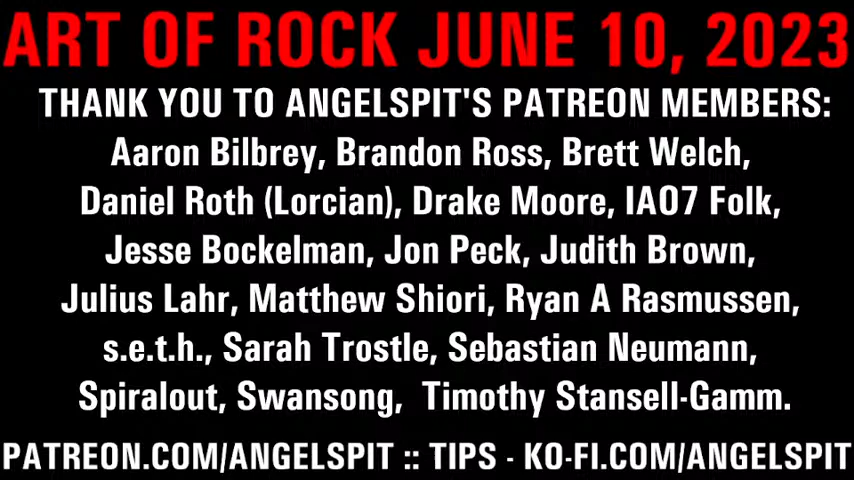 ART OF ROCK JUNE 10, 2023
THANK YOU TO ANGELSPIT'S PATREON MEMBERS:
Aaron Bilbrey, Brandon Ross, Brett Welch,
Daniel Roth (Lorcian), Drake Moore, IAO7 Folk,
Jesse Bockelman, Jon Peck, Judith Brown,
Julius Lahr, Matthew Shiori, Ryan A Rasmussen,
s.e.t.h., Sarah Trostle, Sebastian Neumann,
Spiralout, Swansong,  Timothy Stansell-Gamm.
PATREON.COM/ANGELSPIT :: TIPS - KO-FI.COM/ANGELSPIT